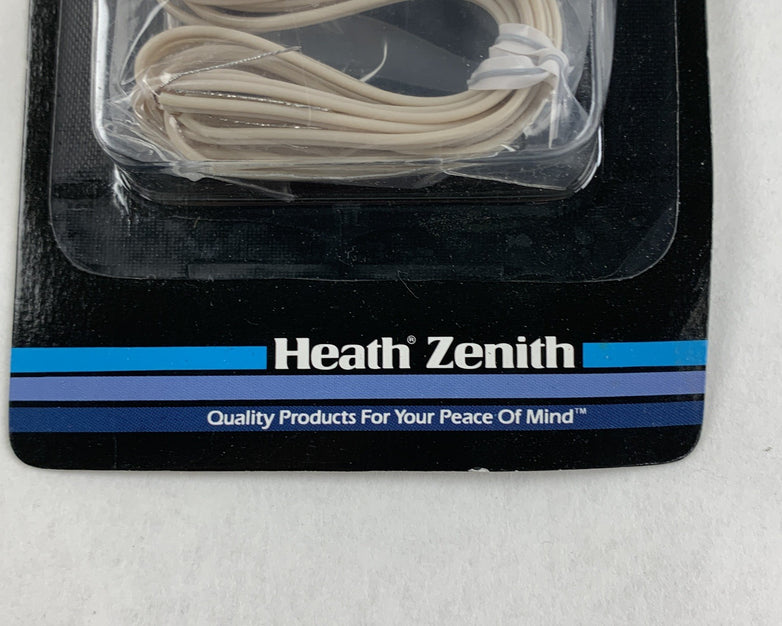 Heath® Zenith
Quality Products For Your Peace Of Mind™